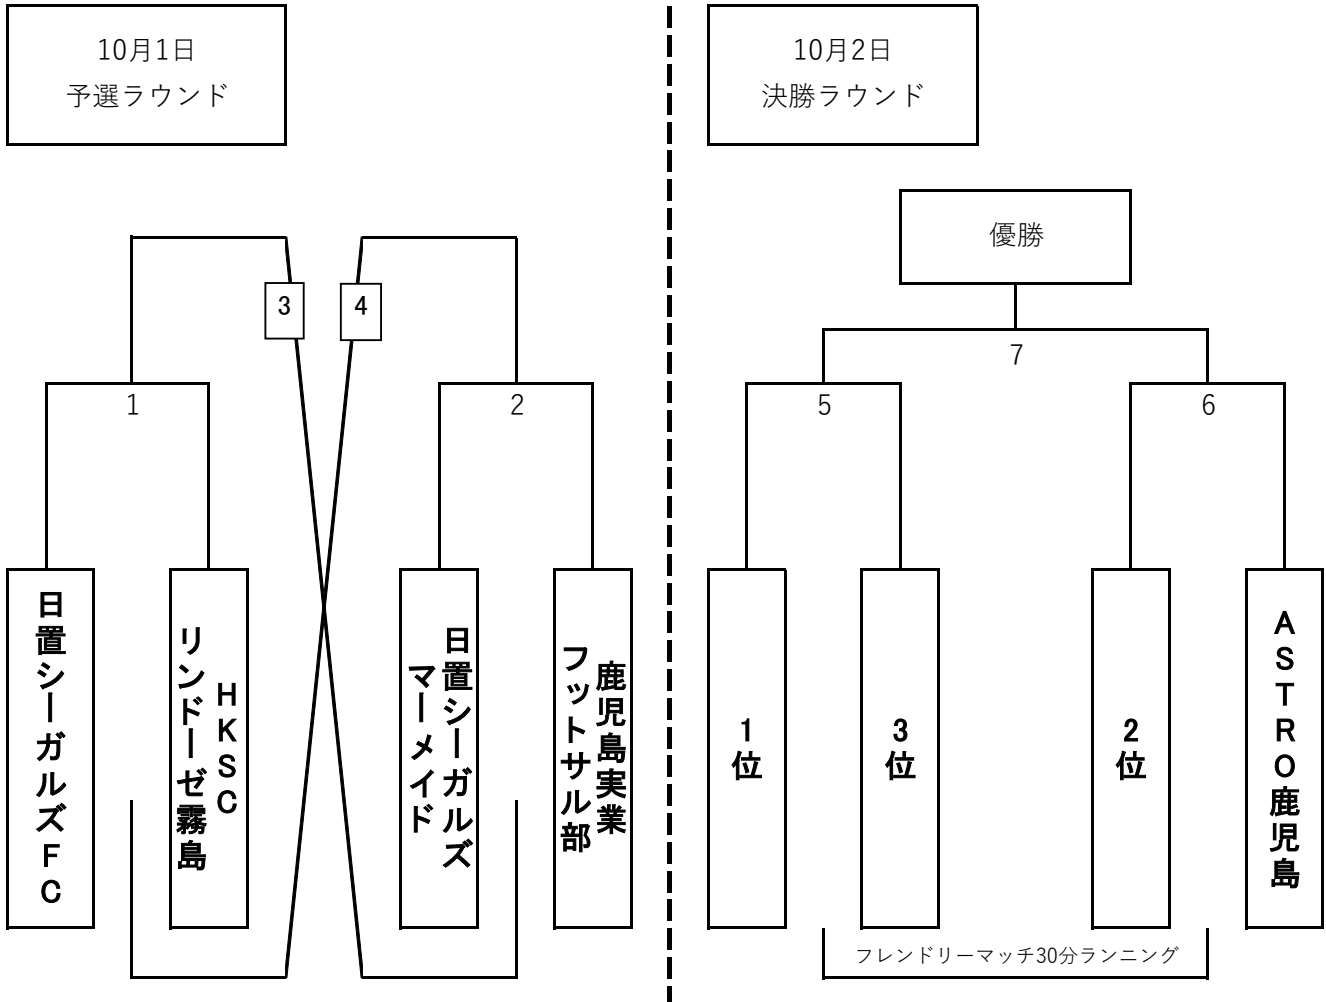 10月1日
予選ラウンド
3
4
1
2
日置シーガルズFC
HKSC
リンドーゼ霧島
日置シーガルズ
マーメイド
鹿児島実業
フットサル部
10月2日
決勝ラウンド
優勝
7
5
6
1位
3位
2位
ASTRO鹿児島
フレンドリーマッチ30分ランニング